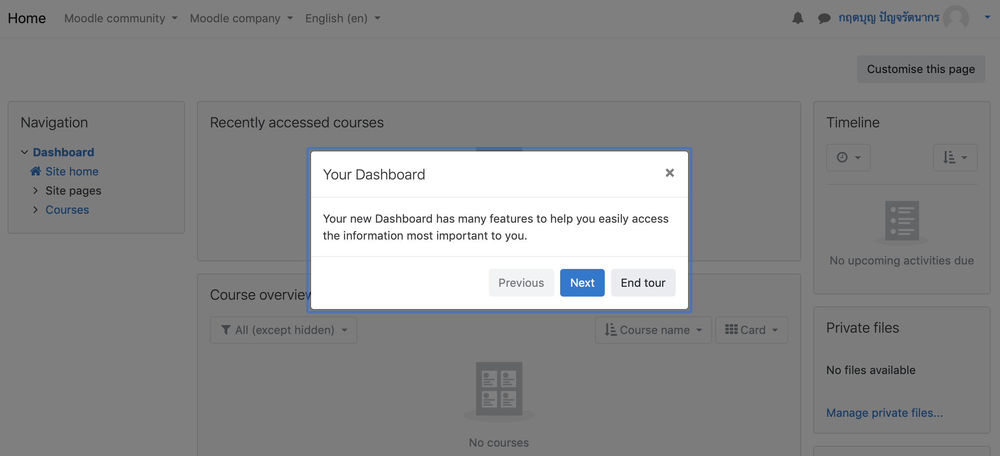 Home Moodle community Moodle company English (en) กฤตบุญ ปัญจรัตนากร
Customise this page
Navigation
Dashboard
Site home
Site pages
Courses
Recently accessed courses
Your Dashboard
Your new Dashboard has many features to help you easily access
the information most important to you.
Previous Next End tour
Course overview
All (except hidden) Course name Card
No courses
Timeline
No upcoming activities due
Private files
No files available
Manage private files...